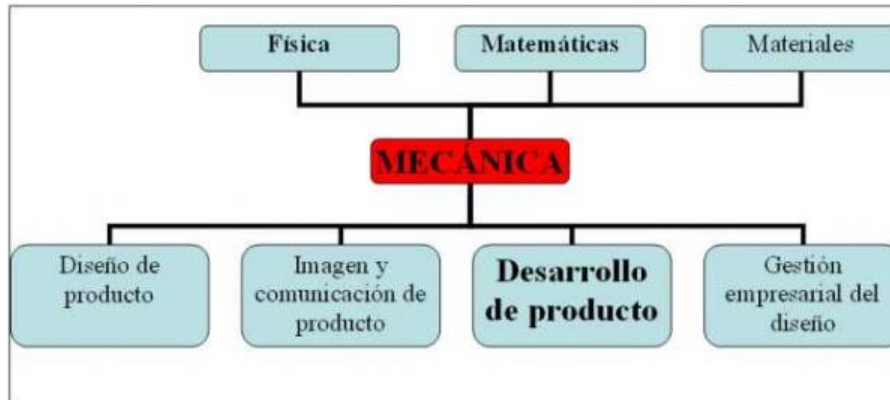 Física
Matemáticas
Materiales
MECÁNICA
Diseño de
producto
Imagen y
comunicación de
producto
Desarrollo
de producto
Gestión
empresarial del
diseño